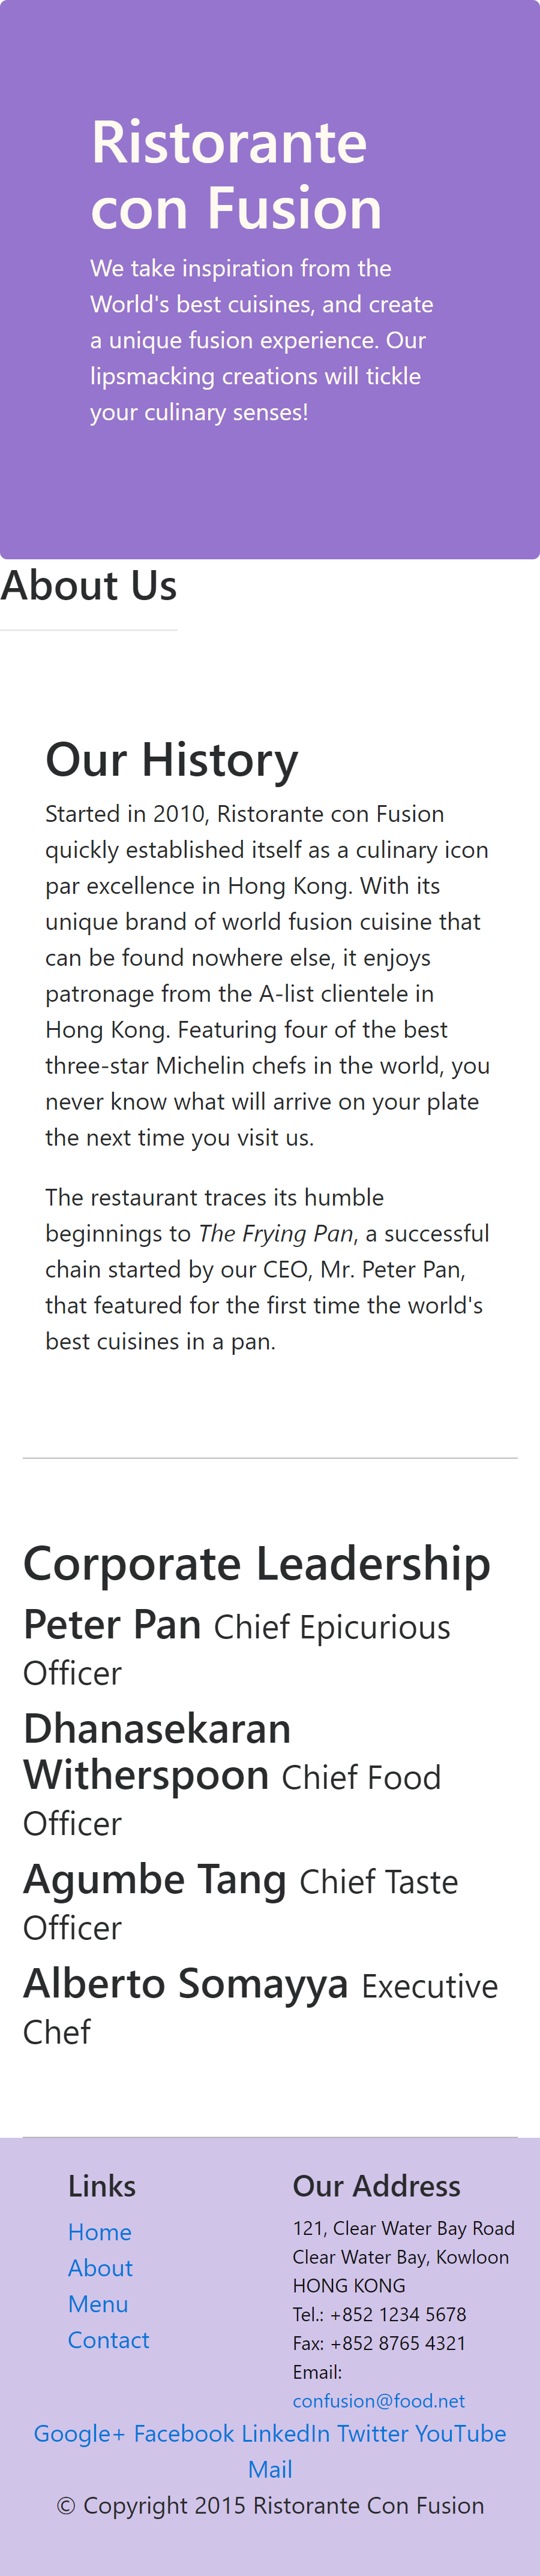 Ristorante
con Fusion
We take inspiration from the
World's best cuisines, and create
a unique fusion experience. Our
lipsmacking creations will tickle
your culinary senses!
About Us
Our History
Started in 2010, Ristorante con Fusion
quickly established itself as a culinary icon
par excellence in Hong Kong. With its
unique brand of world fusion cuisine that
can be found nowhere else, it enjoys
patronage from the A-list clientele in
Hong Kong. Featuring four of the best
three-star Michelin chefs in the world, you
never know what will arrive on your plate
the next time you visit us.
The restaurant traces its humble
beginnings to The Frying Pan, a successful
chain started by our CEO, Mr. Peter Pan,
that featured for the first time the world's
best cuisines in a pan.
Corporate Leadership
Peter Pan Chief Epicurious
Officer
Dhanasekaran
Witherspoon Chief Food
Officer
Agumbe Tang Chief Taste
Officer
Alberto Somayya Executive
Chef
Links
Home
About
Menu
Contact
Our Address
121, Clear Water Bay Road
Clear Water Bay, Kowloon
HONG KONG
Tel.: +852 1234 5678
Fax: +852 8765 4321
Email:
confusion@food.net
Google+ Facebook LinkedIn Twitter YouTube
Mail
© Copyright 2015 Ristorante Con Fusion